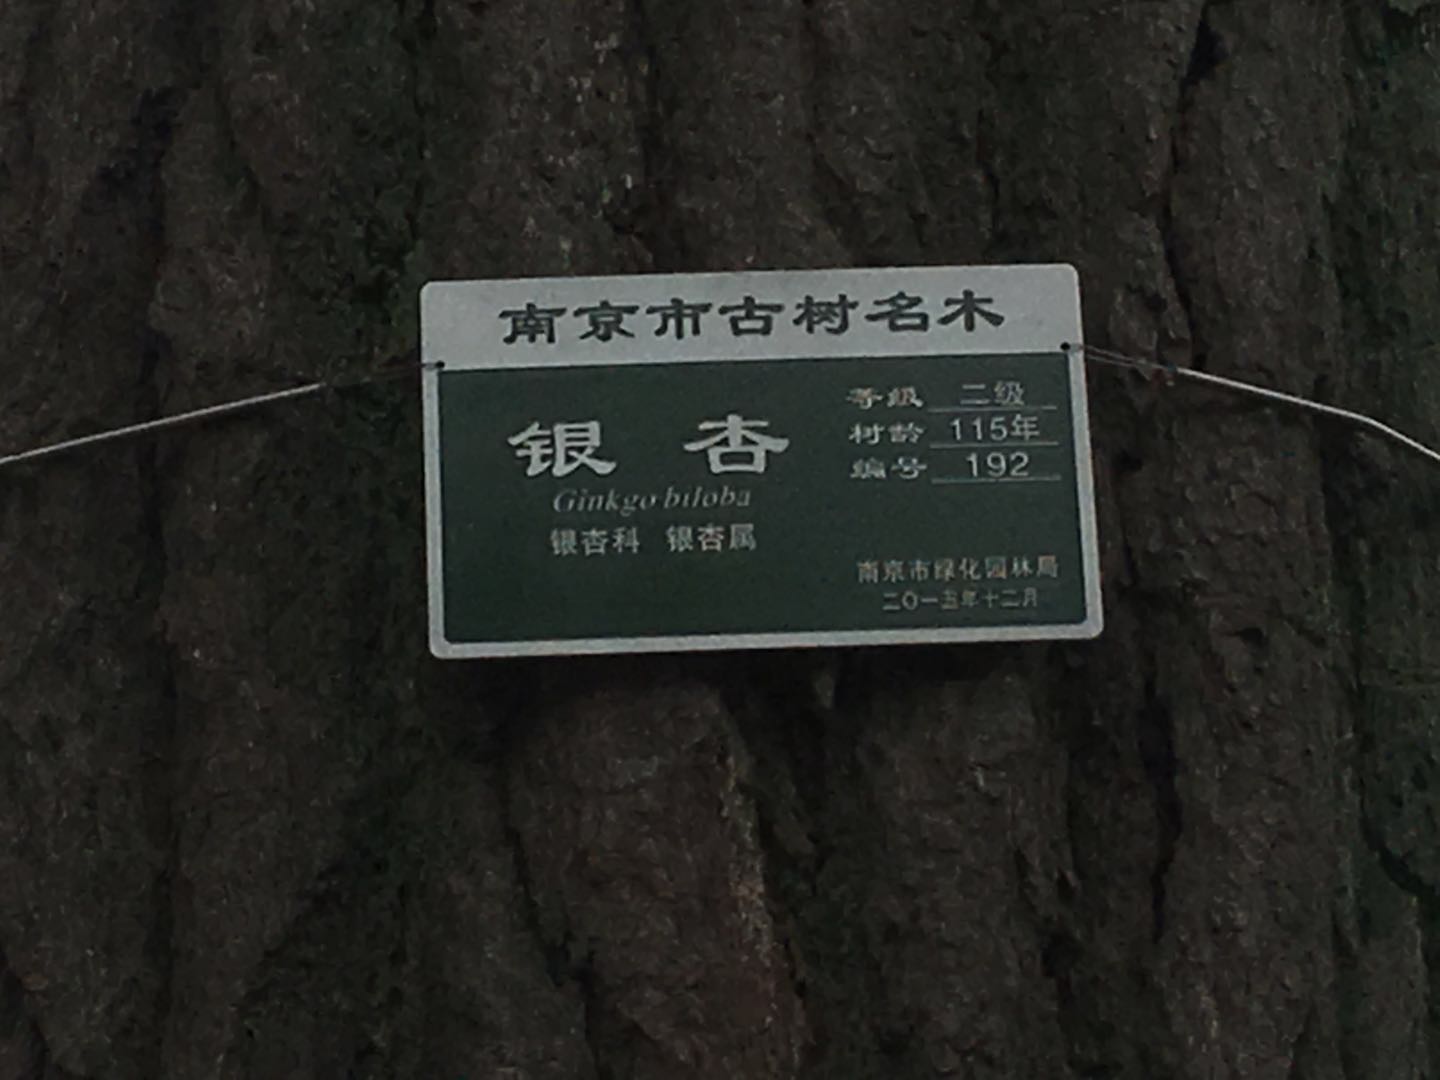 南京市古树名木
银杏
Ginkgo biloba
银杏科 银杏属
等级 二级
树龄 115年
编号 192
南京市绿化园林局
二〇一五年十二月